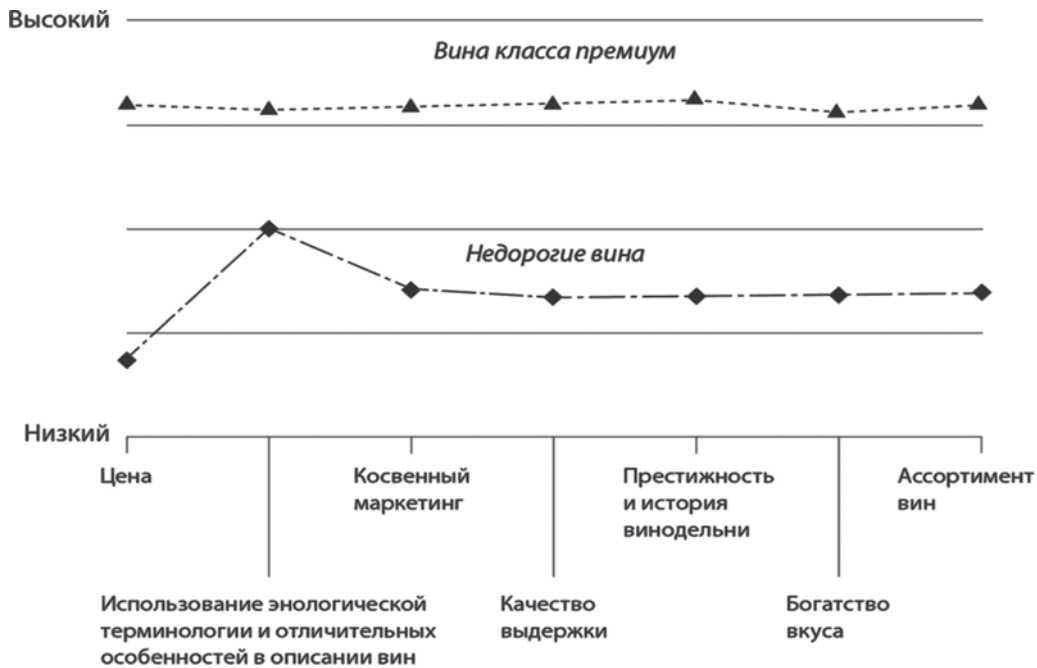 Высокий
Вина класса премиум
Недорогие вина
Низкий
Цена
Косвенный
маркетинг
Престижность
и история
винодельни
Ассортимент
вин
Использование энологической
терминологии и отличительных
особенностей в описании вин
Качество
выдержки
Богатство
вкуса